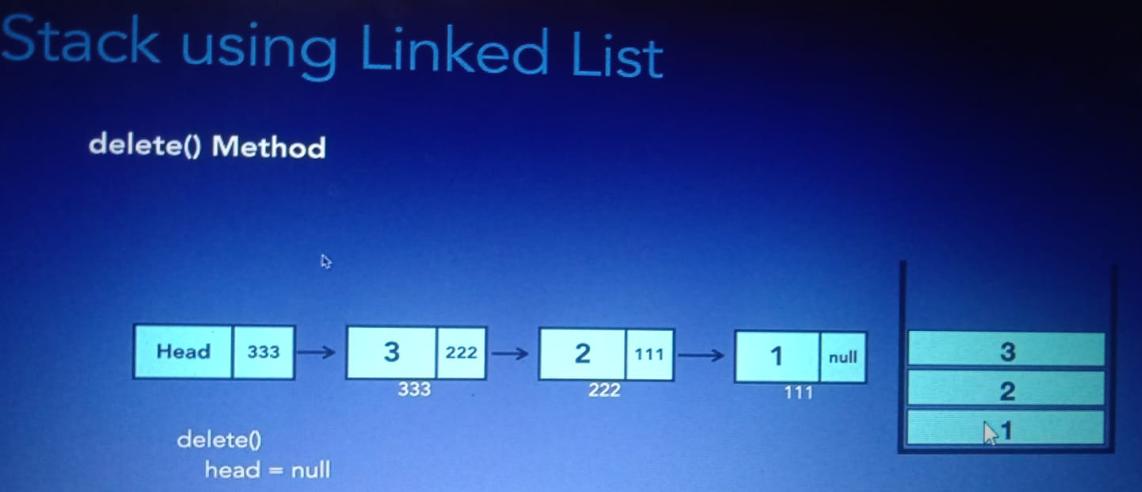 Stack using Linked List
delete() Method
Head 333 3 222 2 111 1 null
333 222 111
delete()
head = null
3
2
1